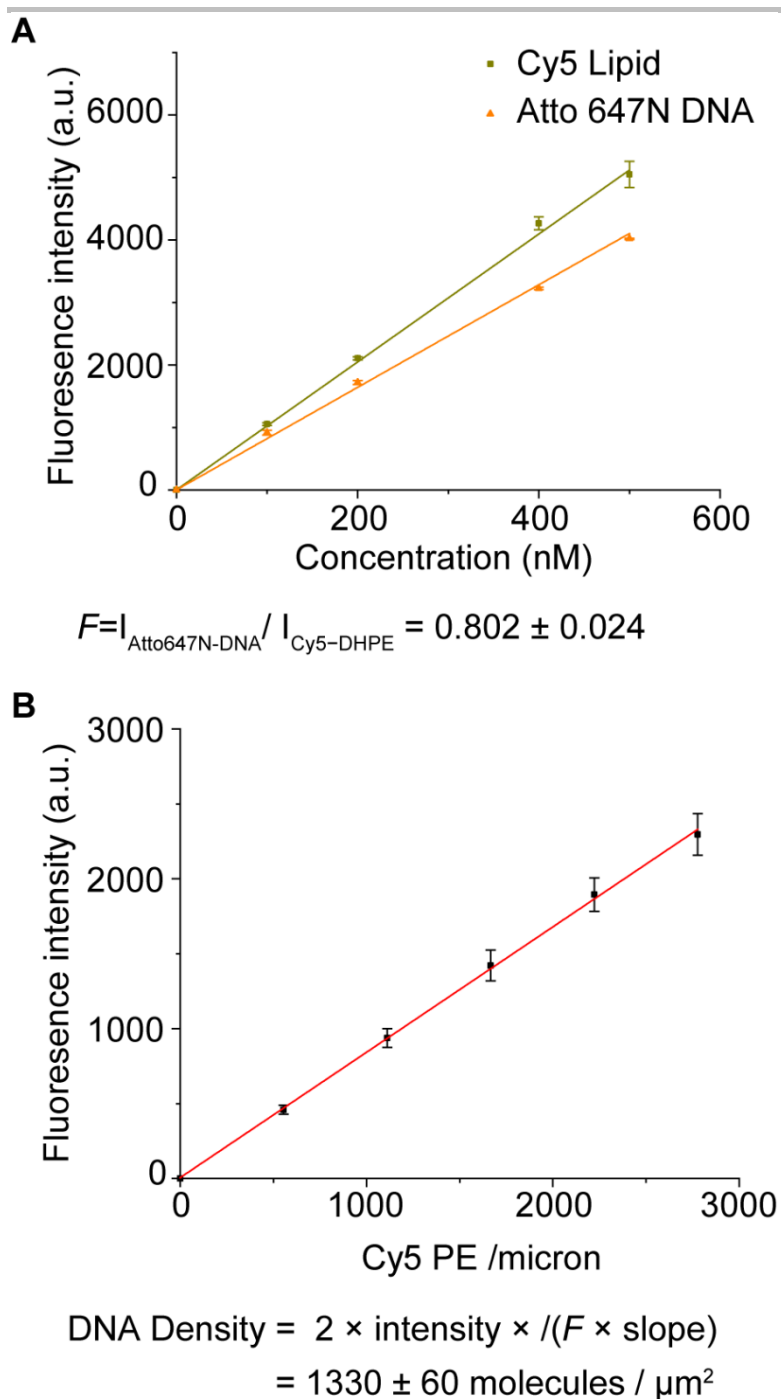 A
Fluoresence intensity (a.u.)
6000
4000
2000
0
Cy5 Lipid
Atto 647N DNA
0 200 400 600
Concentration (nM)
F=I Atto647N-DNA / I Cy5−DHPE = 0.802 ± 0.024
B
Fluoresence intensity (a.u.)
3000
2000
1000
0
0 1000 2000 3000
Cy5 PE /micron
DNA Density = 2 × intensity × /(F × slope)
= 1330 ± 60 molecules / μm²